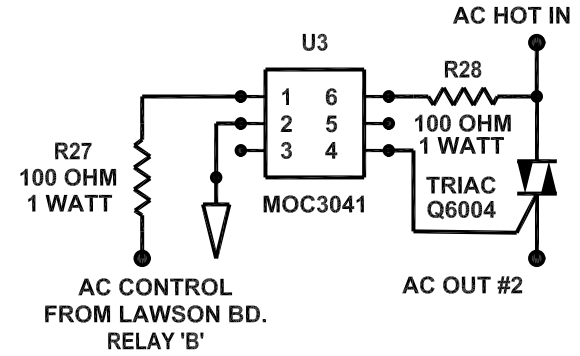 AC HOT IN
U3
R28
1 6
2 5
3 4
100 OHM
1 WATT
R27
100 OHM
1 WATT
MOC3041
TRIAC
Q6004
AC CONTROL
FROM LAWSON BD.
RELAY 'B'
AC OUT #2